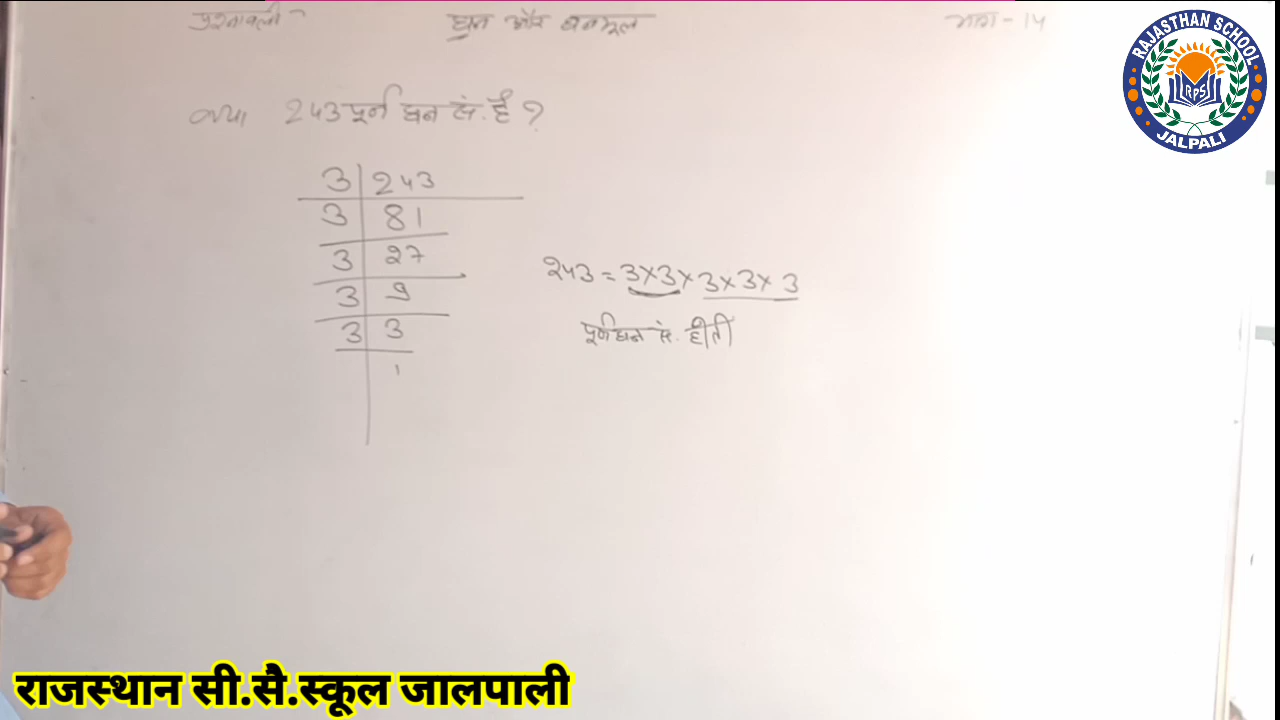 प्रश्नावली -
घन और घनमूल
भाग - 14
RAJASTHAN SCHOOL
RPS
JALPALI
क्या 243 पूर्न घन सं. है ?
3 | 243
3 | 81
3 | 27
3 | 9
3 | 3
1
243 = 3×3× 3×3× 3
पूर्ण घन सं. होती
राजस्थान सी.सै.स्कूल जालपाली